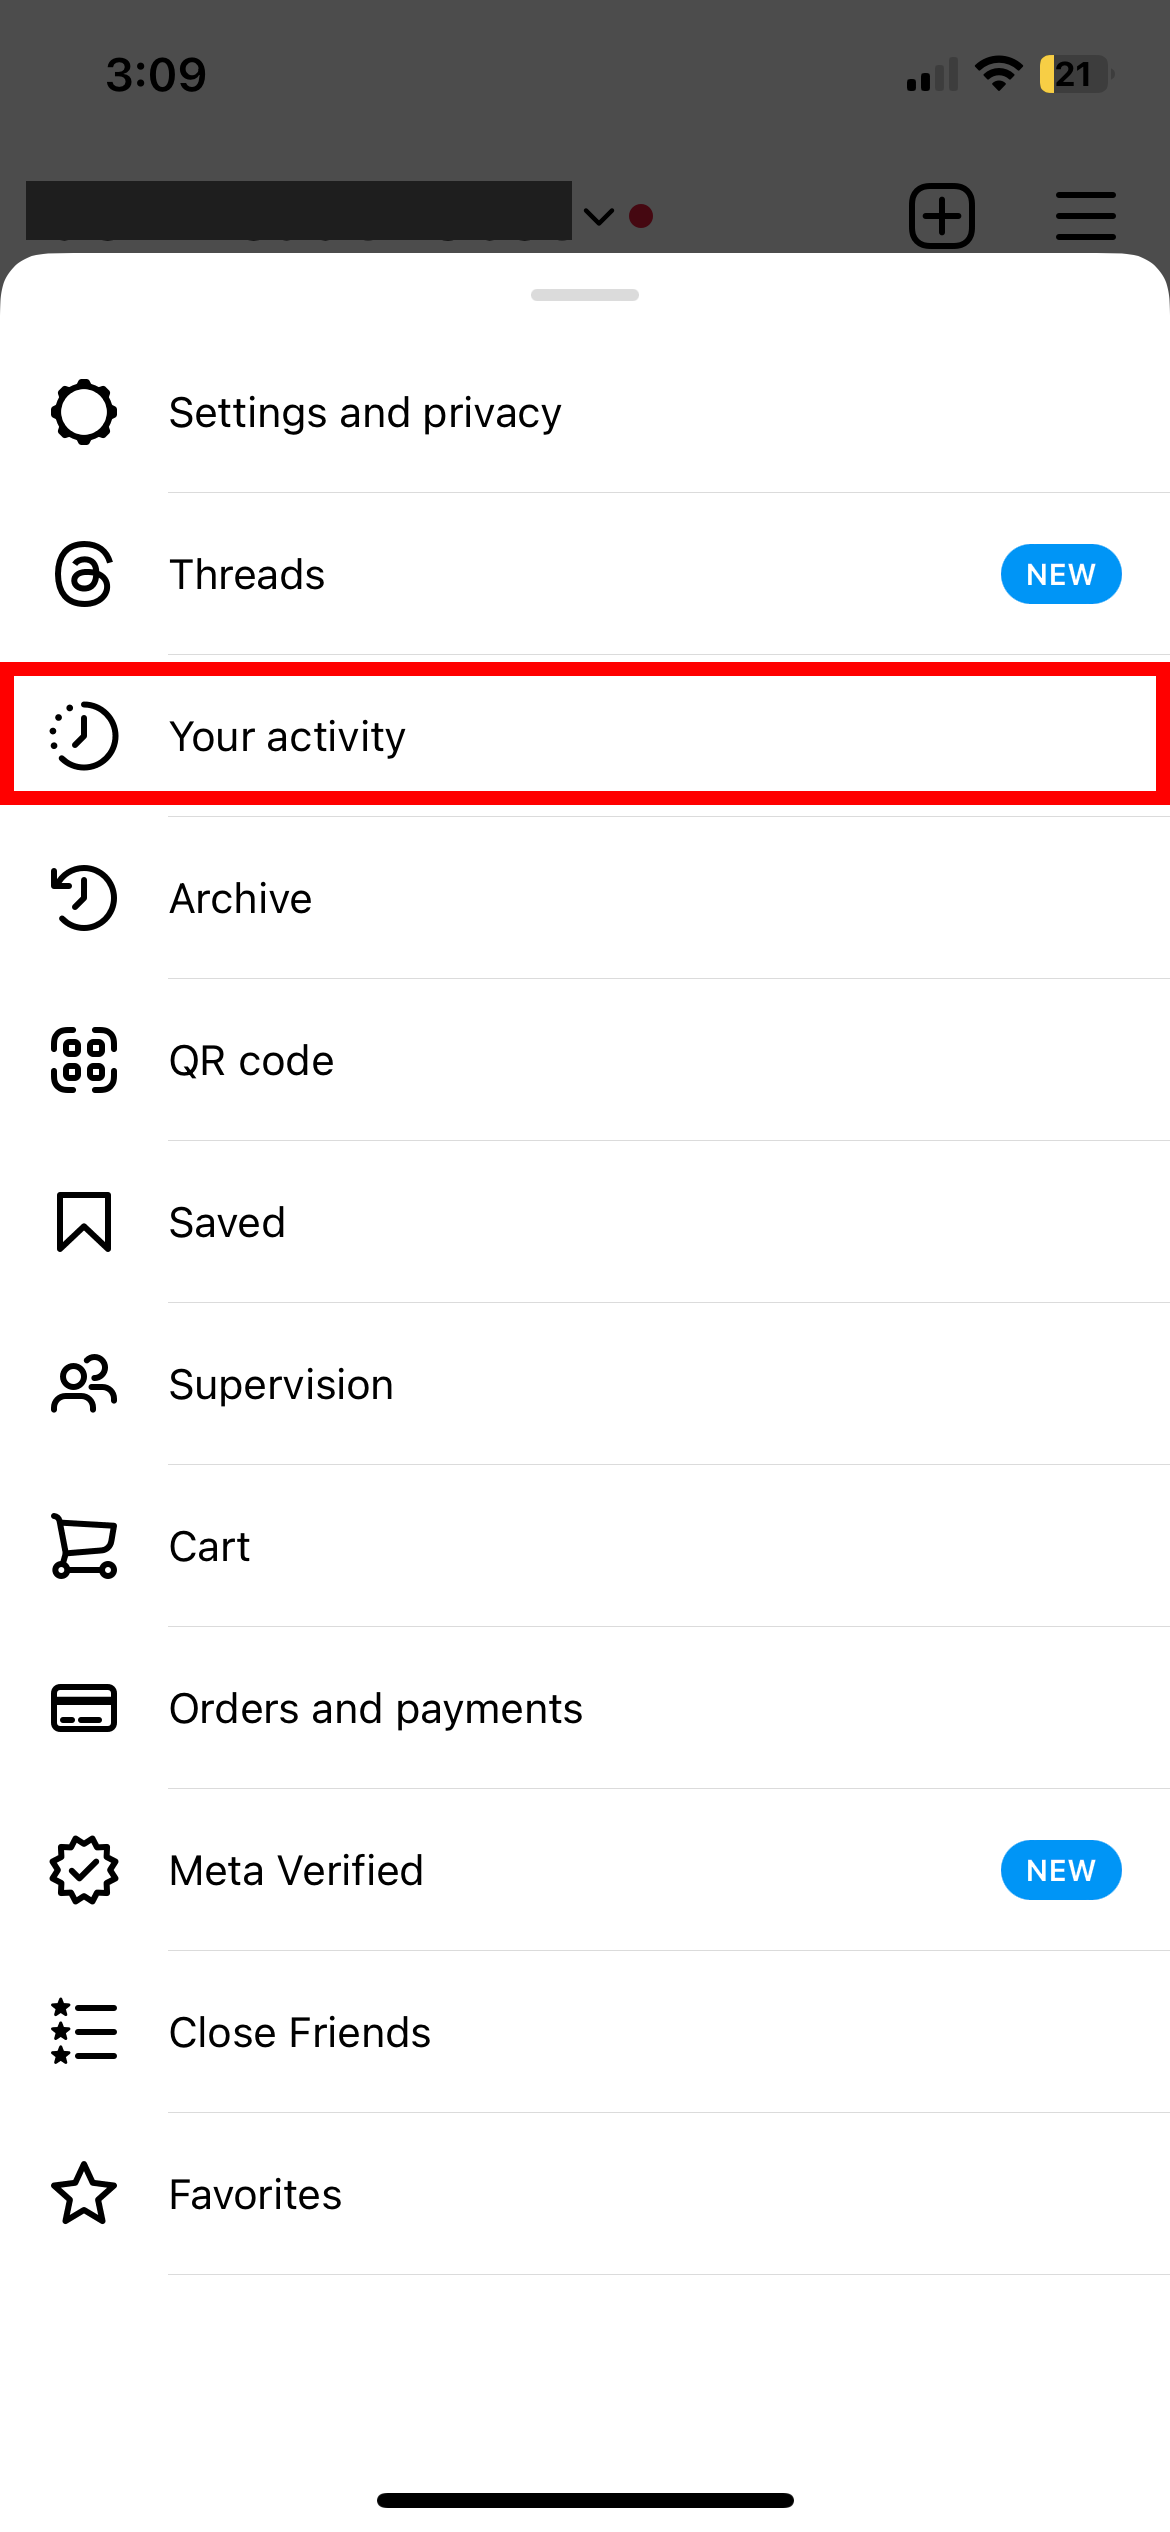 3:09
21
Settings and privacy
Threads
NEW
Your activity
Archive
QR code
Saved
Supervision
Cart
Orders and payments
Meta Verified
NEW
Close Friends
Favorites